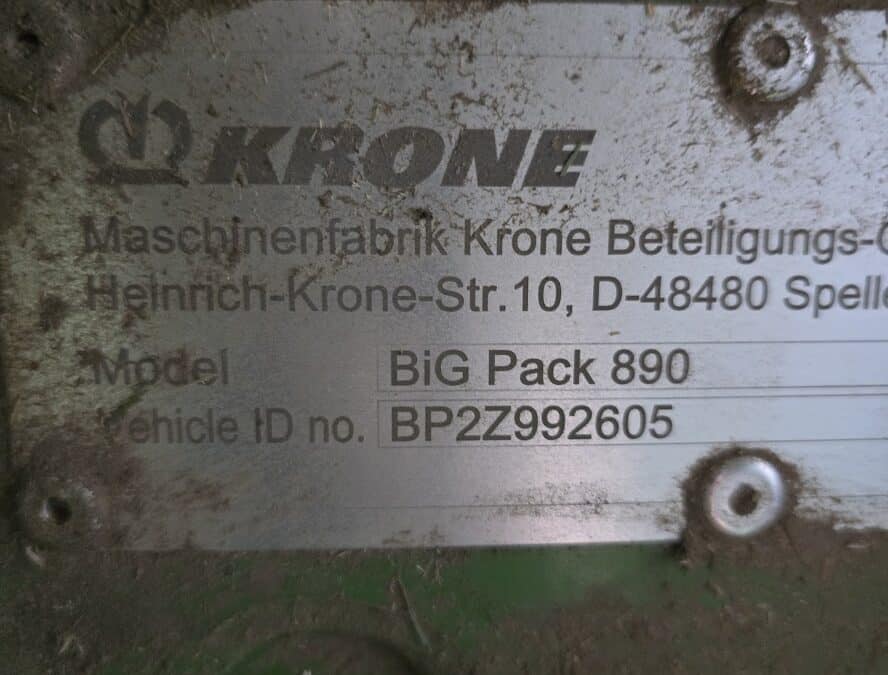 KRONE
Maschinenfabrik Krone Beteiligungs-
Heinrich-Krone-Str.10, D-48480 Spelle
Model BiG Pack 890
Vehicle ID no. BP2Z992605